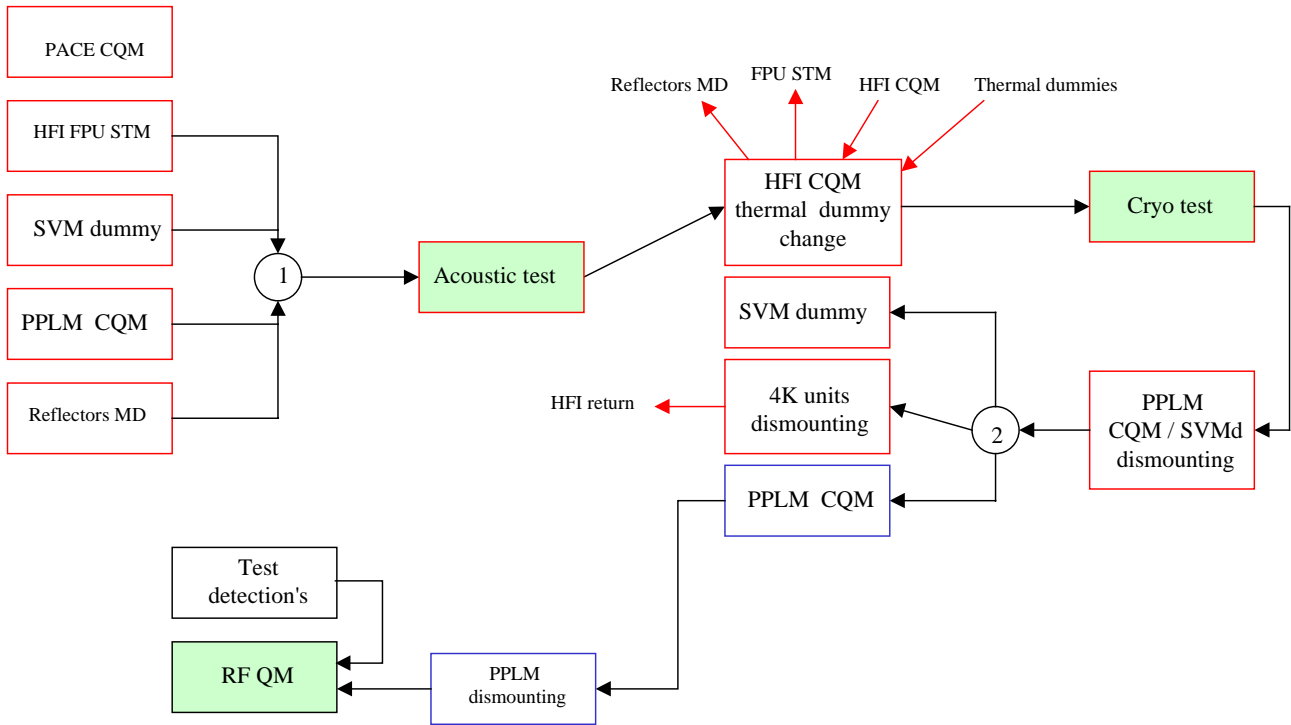 PACE CQM
HFI FPU STM
SVM dummy
PPLM CQM
Reflectors MD
1
Acoustic test
Reflectors MD
FPU STM
HFI CQM
Thermal dummies
HFI CQM
thermal dummy
change
Cryo test
SVM dummy
4K units
dismounting
HFI return
PPLM CQM
2
PPLM
CQM / SVMd
dismounting
Test
detection's
RF QM
PPLM
dismounting